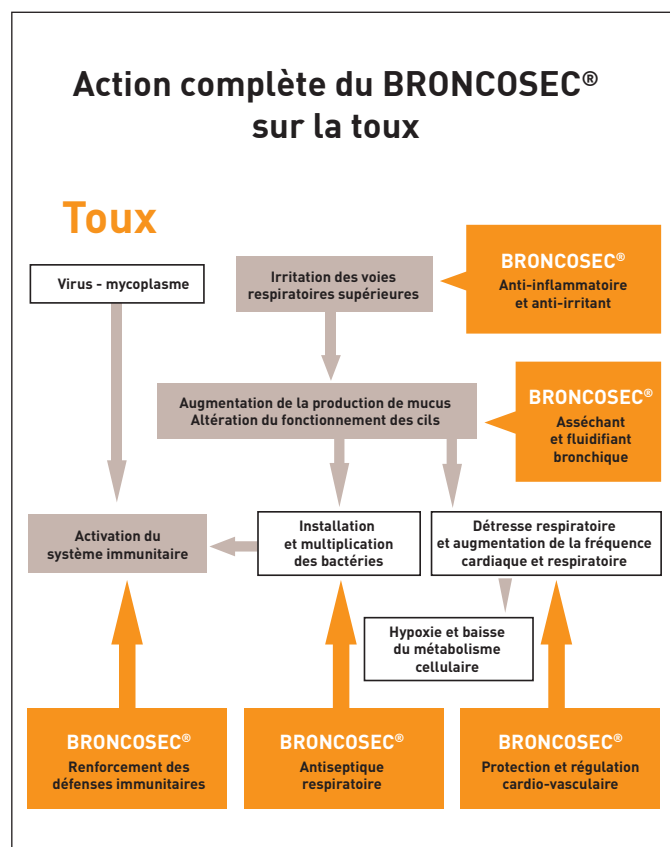 Action complète du BRONCOSEC®
sur la toux
Toux
Virus - mycoplasme
Irritation des voies
respiratoires supérieures
BRONCOSEC®
Anti-inflammatoire
et anti-irritant
Augmentation de la production de mucus
Altération du fonctionnement des cils
BRONCOSEC®
Asséchant
et fluidifiant
bronchique
Activation du
système immunitaire
Installation
et multiplication
des bactéries
Détresse respiratoire
et augmentation de la fréquence
cardiaque et respiratoire
Hypoxie et baisse
du métabolisme
cellulaire
BRONCOSEC®
Renforcement des
défenses immunitaires
BRONCOSEC®
Antiseptique
respiratoire
BRONCOSEC®
Protection et régulation
cardio-vasculaire